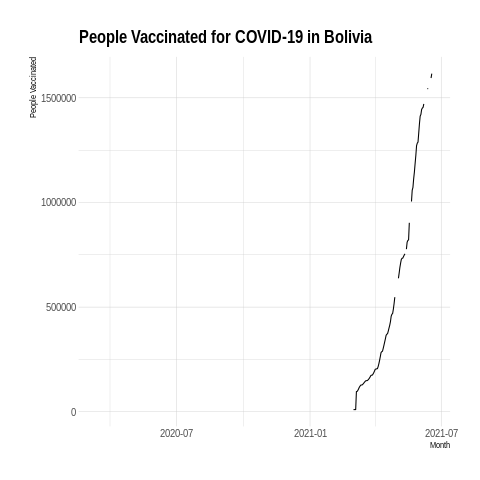 People Vaccinated for COVID-19 in Bolivia
People Vaccinated
1500000
1000000
500000
0
2020-07 2021-01 2021-07
Month